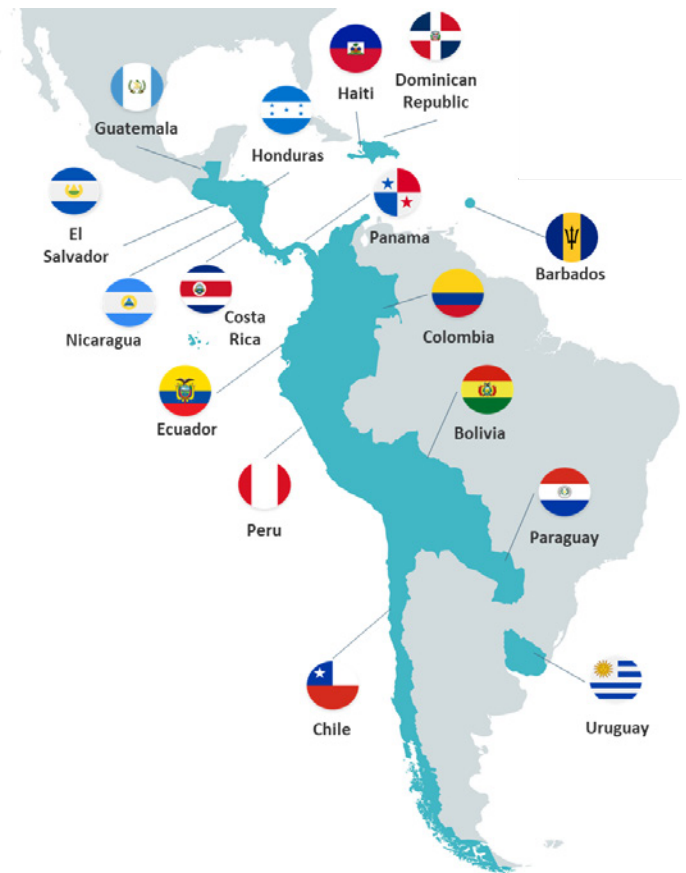 Haiti
Dominican
Republic
Guatemala
Honduras
El
Salvador
Panama
Barbados
Nicaragua
Costa
Rica
Colombia
Ecuador
Bolivia
Peru
Paraguay
Chile
Uruguay